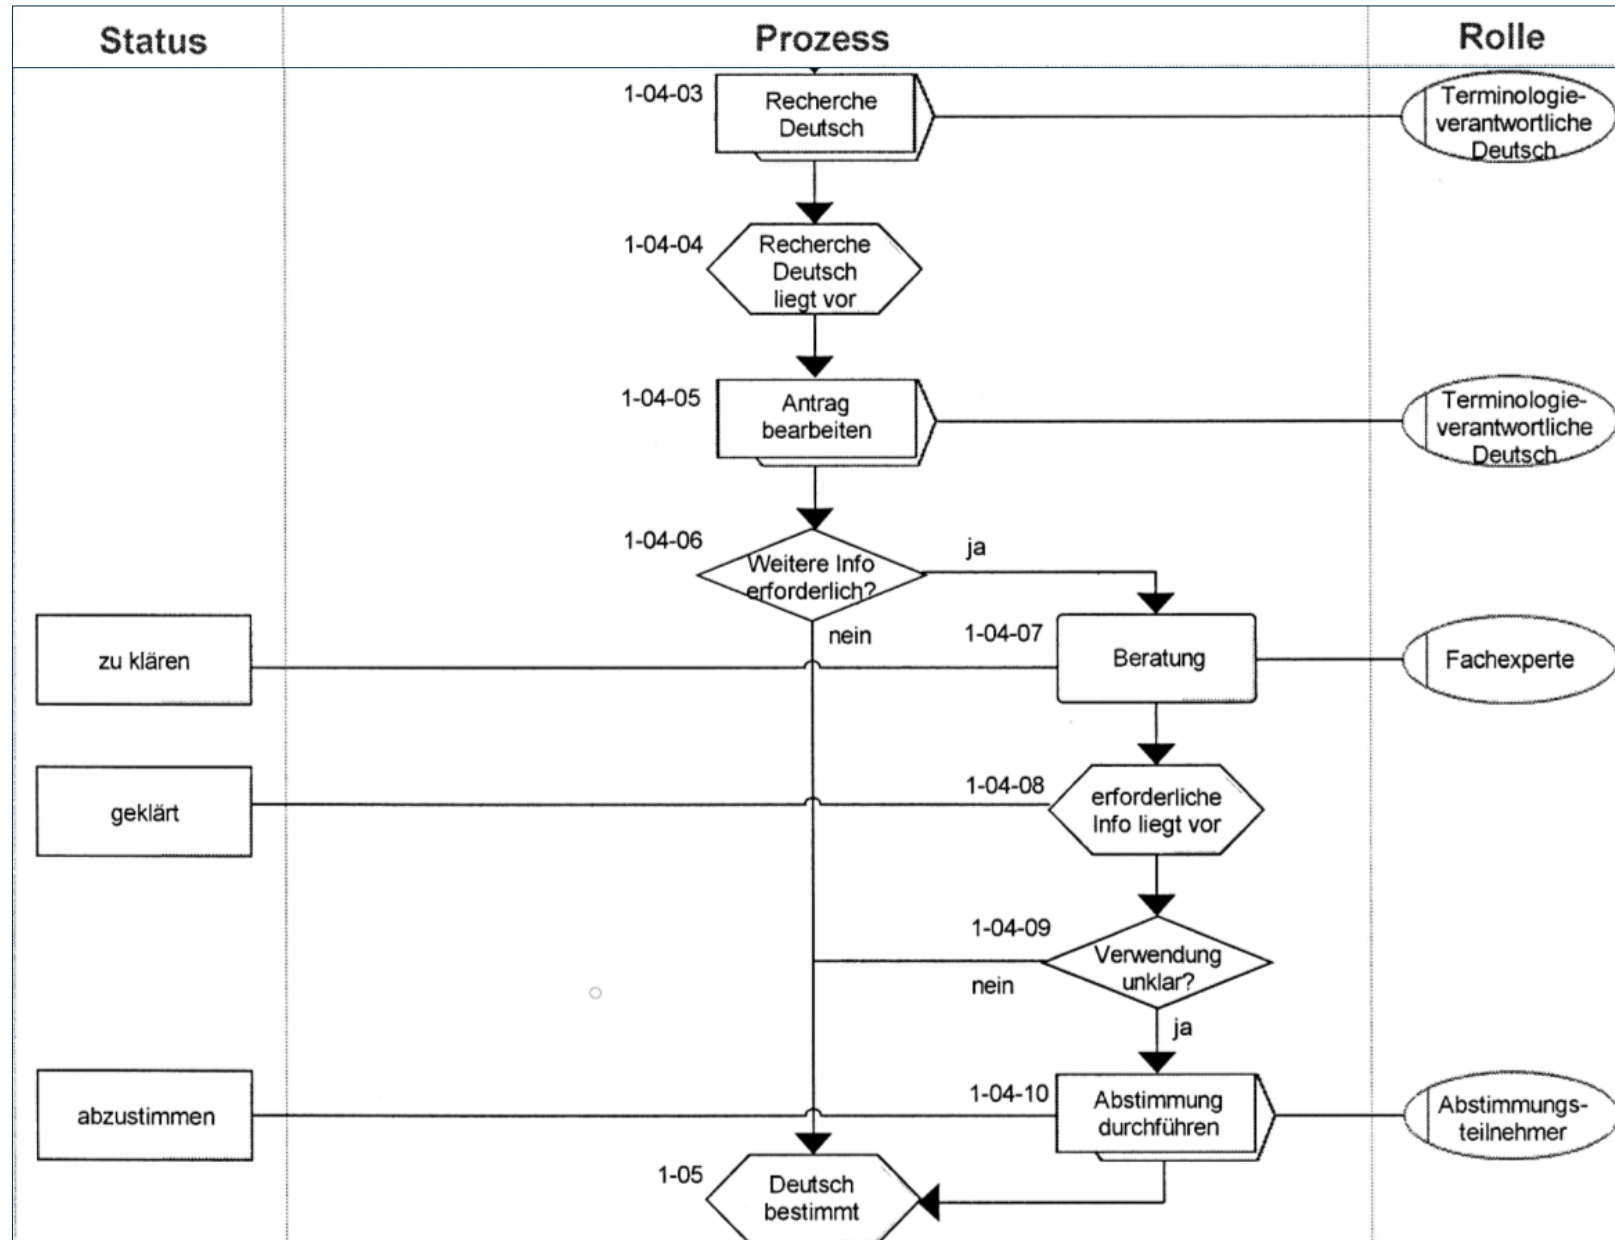 Status
Prozess
Rolle
1-04-03
Recherche
Deutsch
Terminologie-
verantwortliche
Deutsch
1-04-04
Recherche
Deutsch
liegt vor
1-04-05
Antrag
bearbeiten
Terminologie-
verantwortliche
Deutsch
1-04-06
Weitere Info
erforderlich?
ja
nein
zu klären
1-04-07
Beratung
Fachexperte
geklärt
1-04-08
erforderliche
Info liegt vor
1-04-09
Verwendung
unklar?
nein
ja
abzustimmen
1-04-10
Abstimmung
durchführen
Abstimmungs-
teilnehmer
1-05
Deutsch
bestimmt